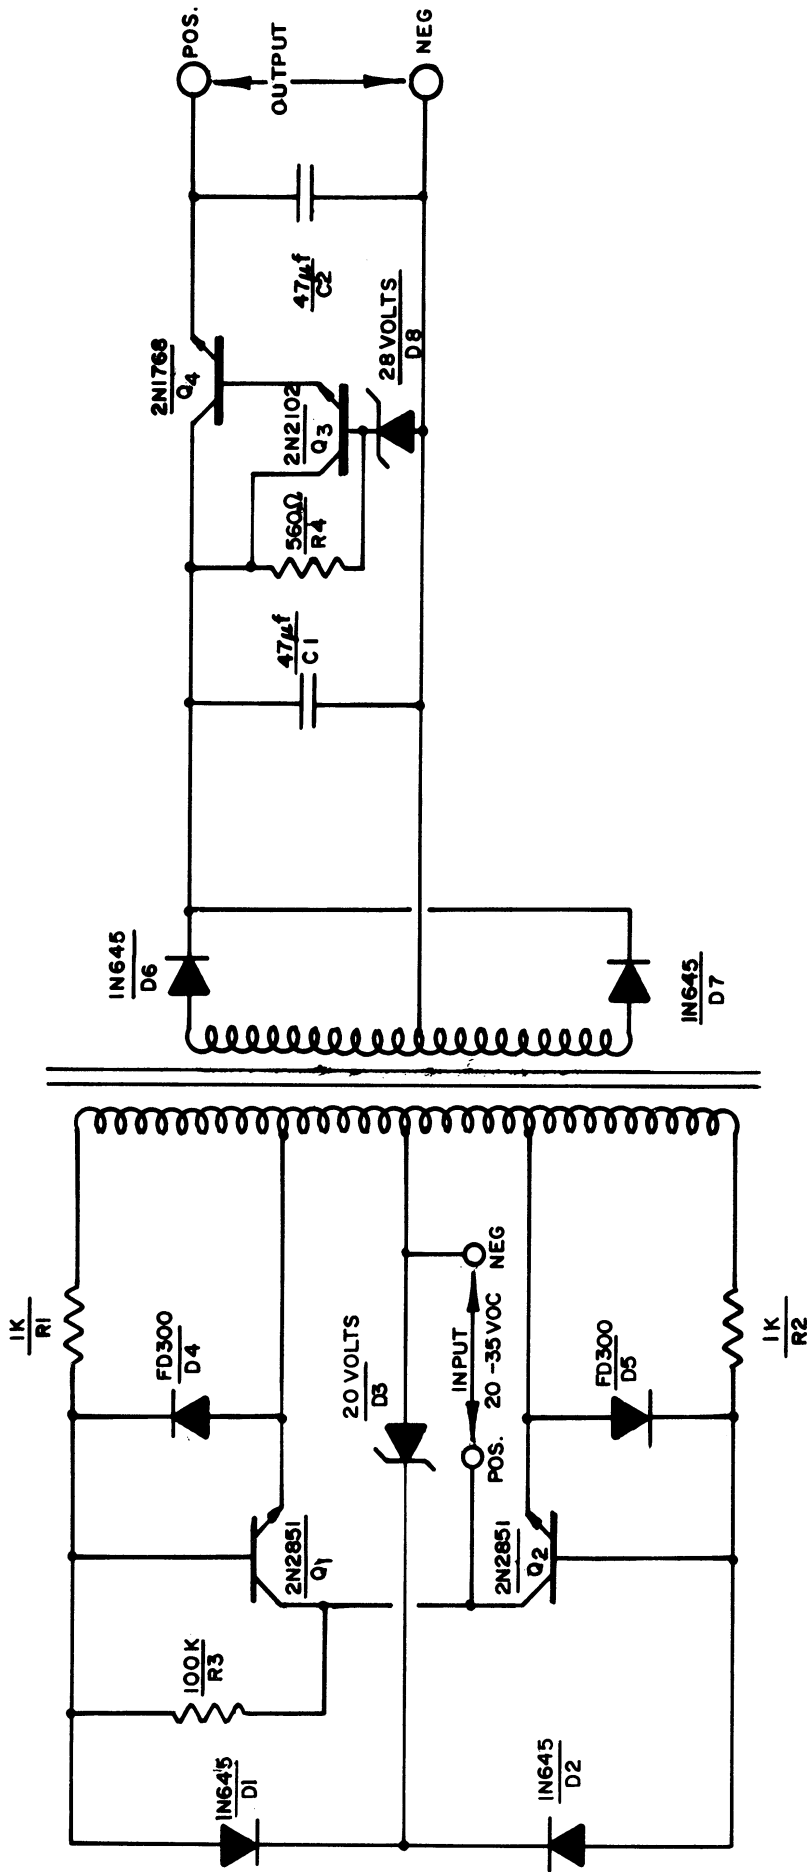 POS.
NEG
OUTPUT
47µf
C2
2N1768
Q4
2N2102
Q3
28 VOLTS
D8
560Ω
R4
47µf
C1
1N645
D6
1N645
D7
1K
R1
FD300
D4
20 VOLTS
D3
INPUT
20-35VDC
NEG
POS.
FD300
D5
1K
R2
2N2851
Q1
2N2851
Q2
100K
R3
1N645
D1
1N645
D2